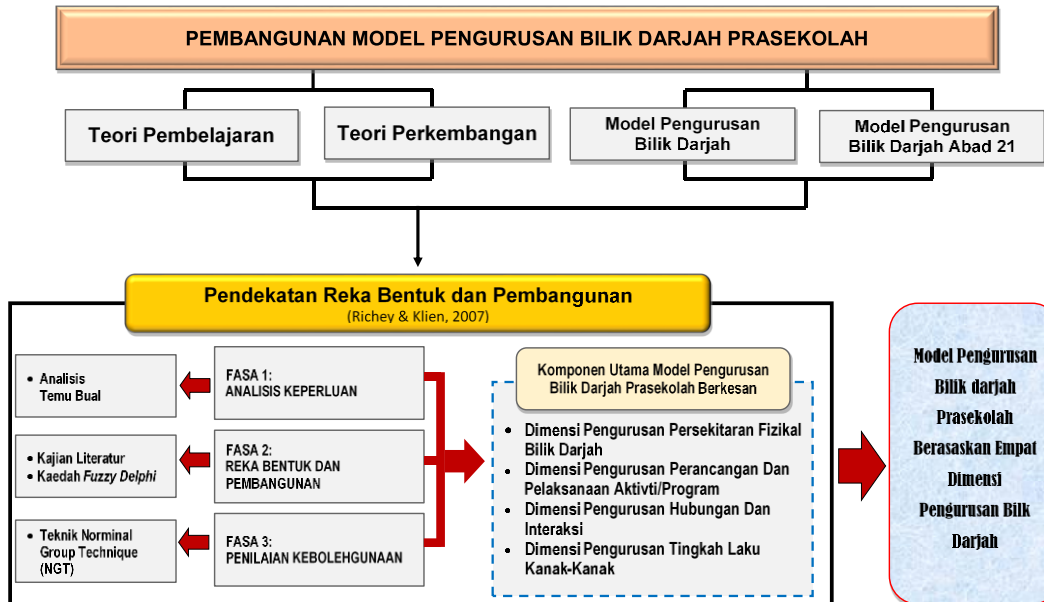 PEMBANGUNAN MODEL PENGURUSAN BILIK DARJAH PRASEKOLAH
Teori Pembelajaran
Teori Perkembangan
Model Pengurusan
Bilik Darjah
Model Pengurusan
Bilik Darjah Abad 21
Pendekatan Reka Bentuk dan Pembangunan
(Richey & Klien, 2007)
• Analisis
Temu Bual
FASA 1:
ANALISIS KEPERLUAN
• Kajian Literatur
• Kaedah Fuzzy Delphi
FASA 2:
REKA BENTUK DAN
PEMBANGUNAN
• Teknik Norminal
Group Technique
(NGT)
FASA 3:
PENILAIAN KEBOLEHGUNAAN
Komponen Utama Model Pengurusan
Bilik Darjah Prasekolah Berkesan
• Dimensi Pengurusan Persekitaran Fizikal
Bilik Darjah
• Dimensi Pengurusan Perancangan Dan
Pelaksanaan Aktivti/Program
• Dimensi Pengurusan Hubungan Dan
Interaksi
• Dimensi Pengurusan Tingkah Laku
Kanak-Kanak
Model Pengurusan
Bilik darjah
Prasekolah
Berasaskan Empat
Dimensi
Pengurusan Bilk
Darjah